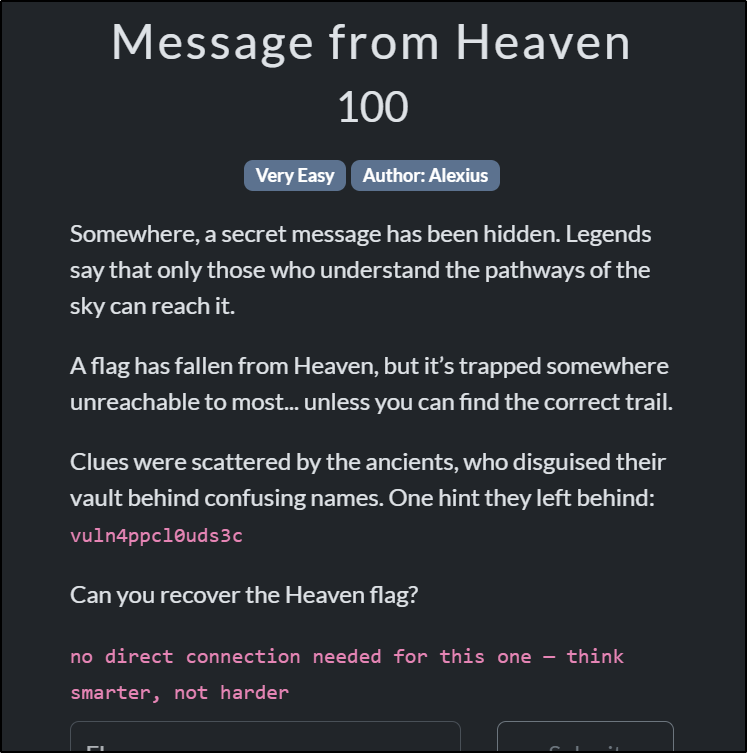 Message from Heaven
100
Very Easy Author: Alexius
Somewhere, a secret message has been hidden. Legends
say that only those who understand the pathways of the
sky can reach it.
A flag has fallen from Heaven, but it’s trapped somewhere
unreachable to most... unless you can find the correct trail.
Clues were scattered by the ancients, who disguised their
vault behind confusing names. One hint they left behind:
vuln4ppcl0uds3c
Can you recover the Heaven flag?
no direct connection needed for this one — think
smarter, not harder